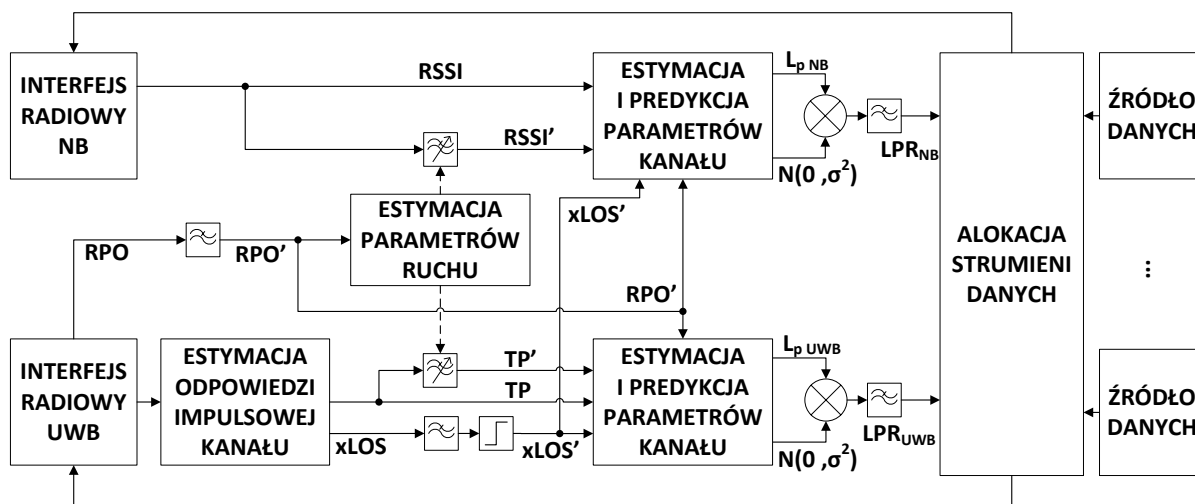 INTERFEJS
RADIOWY
NB
RSSI
RSSI’
ESTYMACJA
I PREDYKCJA
PARAMETRÓW
KANAŁU
Lp NB
N(0 ,σ²)
LPRNB
ALOKACJA
STRUMIENI
DANYCH
ŹRÓDŁO
DANYCH
...
ŹRÓDŁO
DANYCH
RPO
RPO’
ESTYMACJA
PARAMETRÓW
RUCHU
xLOS’
RPO’
INTERFEJS
RADIOWY
UWB
ESTYMACJA
ODPOWIEDZI
IMPULSOWEJ
KANAŁU
TP’
TP
xLOS
xLOS’
ESTYMACJA
I PREDYKCJA
PARAMETRÓW
KANAŁU
Lp UWB
N(0 ,σ²)
LPRUWB